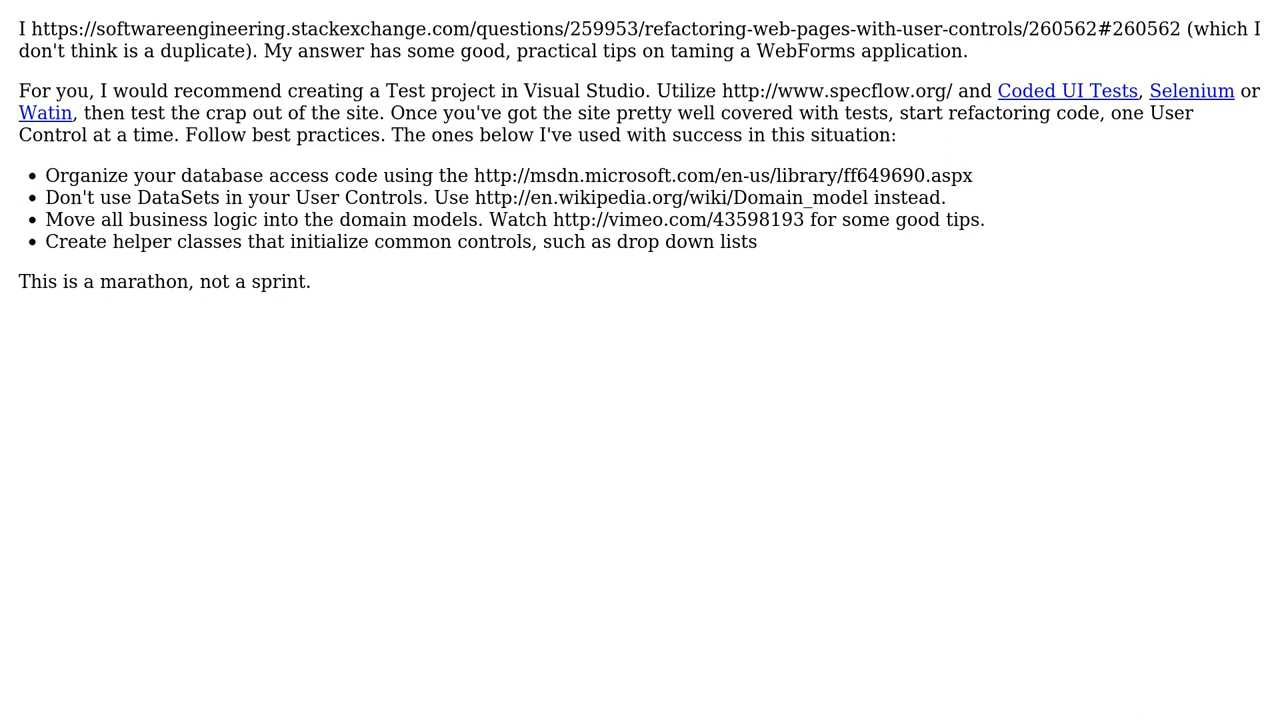 I https://softwareengineering.stackexchange.com/questions/259953/refactoring-web-pages-with-user-controls/260562#260562 (which I
don't think is a duplicate). My answer has some good, practical tips on taming a WebForms application.
For you, I would recommend creating a Test project in Visual Studio. Utilize http://www.specflow.org/ and Coded UI Tests, Selenium or
Watin, then test the crap out of the site. Once you've got the site pretty well covered with tests, start refactoring code, one User
Control at a time. Follow best practices. The ones below I've used with success in this situation:
• Organize your database access code using the http://msdn.microsoft.com/en-us/library/ff649690.aspx
• Don't use DataSets in your User Controls. Use http://en.wikipedia.org/wiki/Domain_model instead.
• Move all business logic into the domain models. Watch http://vimeo.com/43598193 for some good tips.
• Create helper classes that initialize common controls, such as drop down lists
This is a marathon, not a sprint.